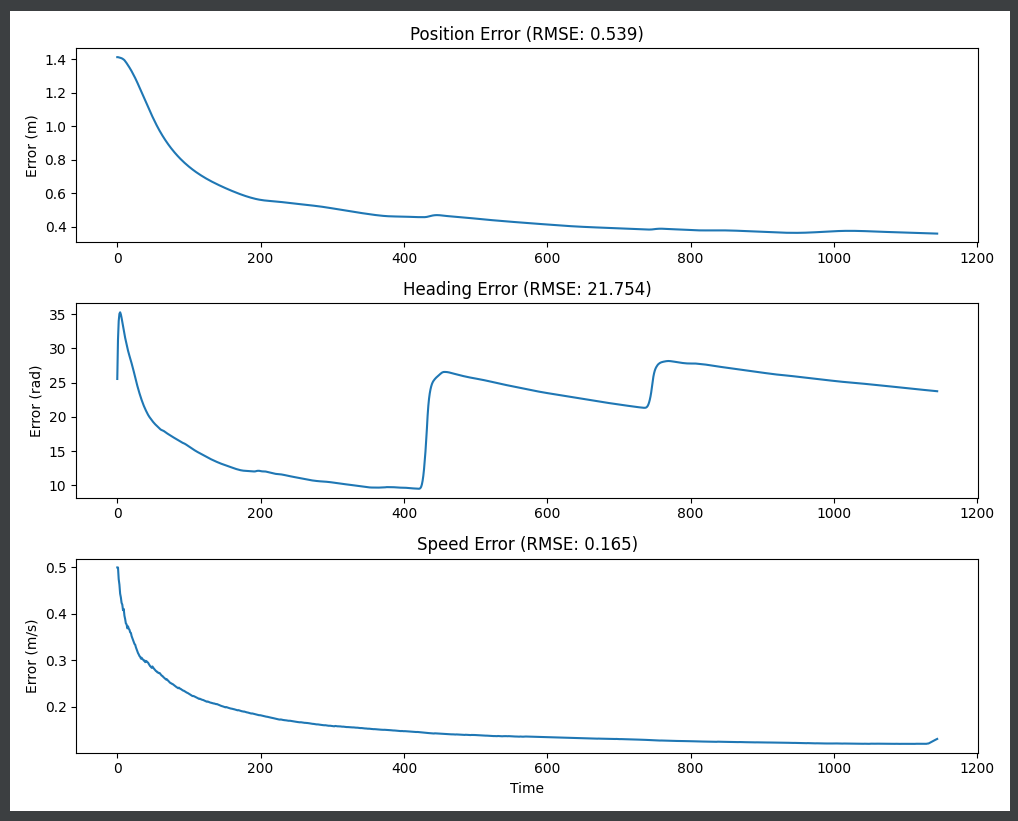 Position Error (RMSE: 0.539)
Error (m)
1.4
1.2
1.0
0.8
0.6
0.4
0 200 400 600 800 1000 1200
Heading Error (RMSE: 21.754)
Error (rad)
35
30
25
20
15
10
0 200 400 600 800 1000 1200
Speed Error (RMSE: 0.165)
Error (m/s)
0.5
0.4
0.3
0.2
0 200 400 600 800 1000 1200
Time